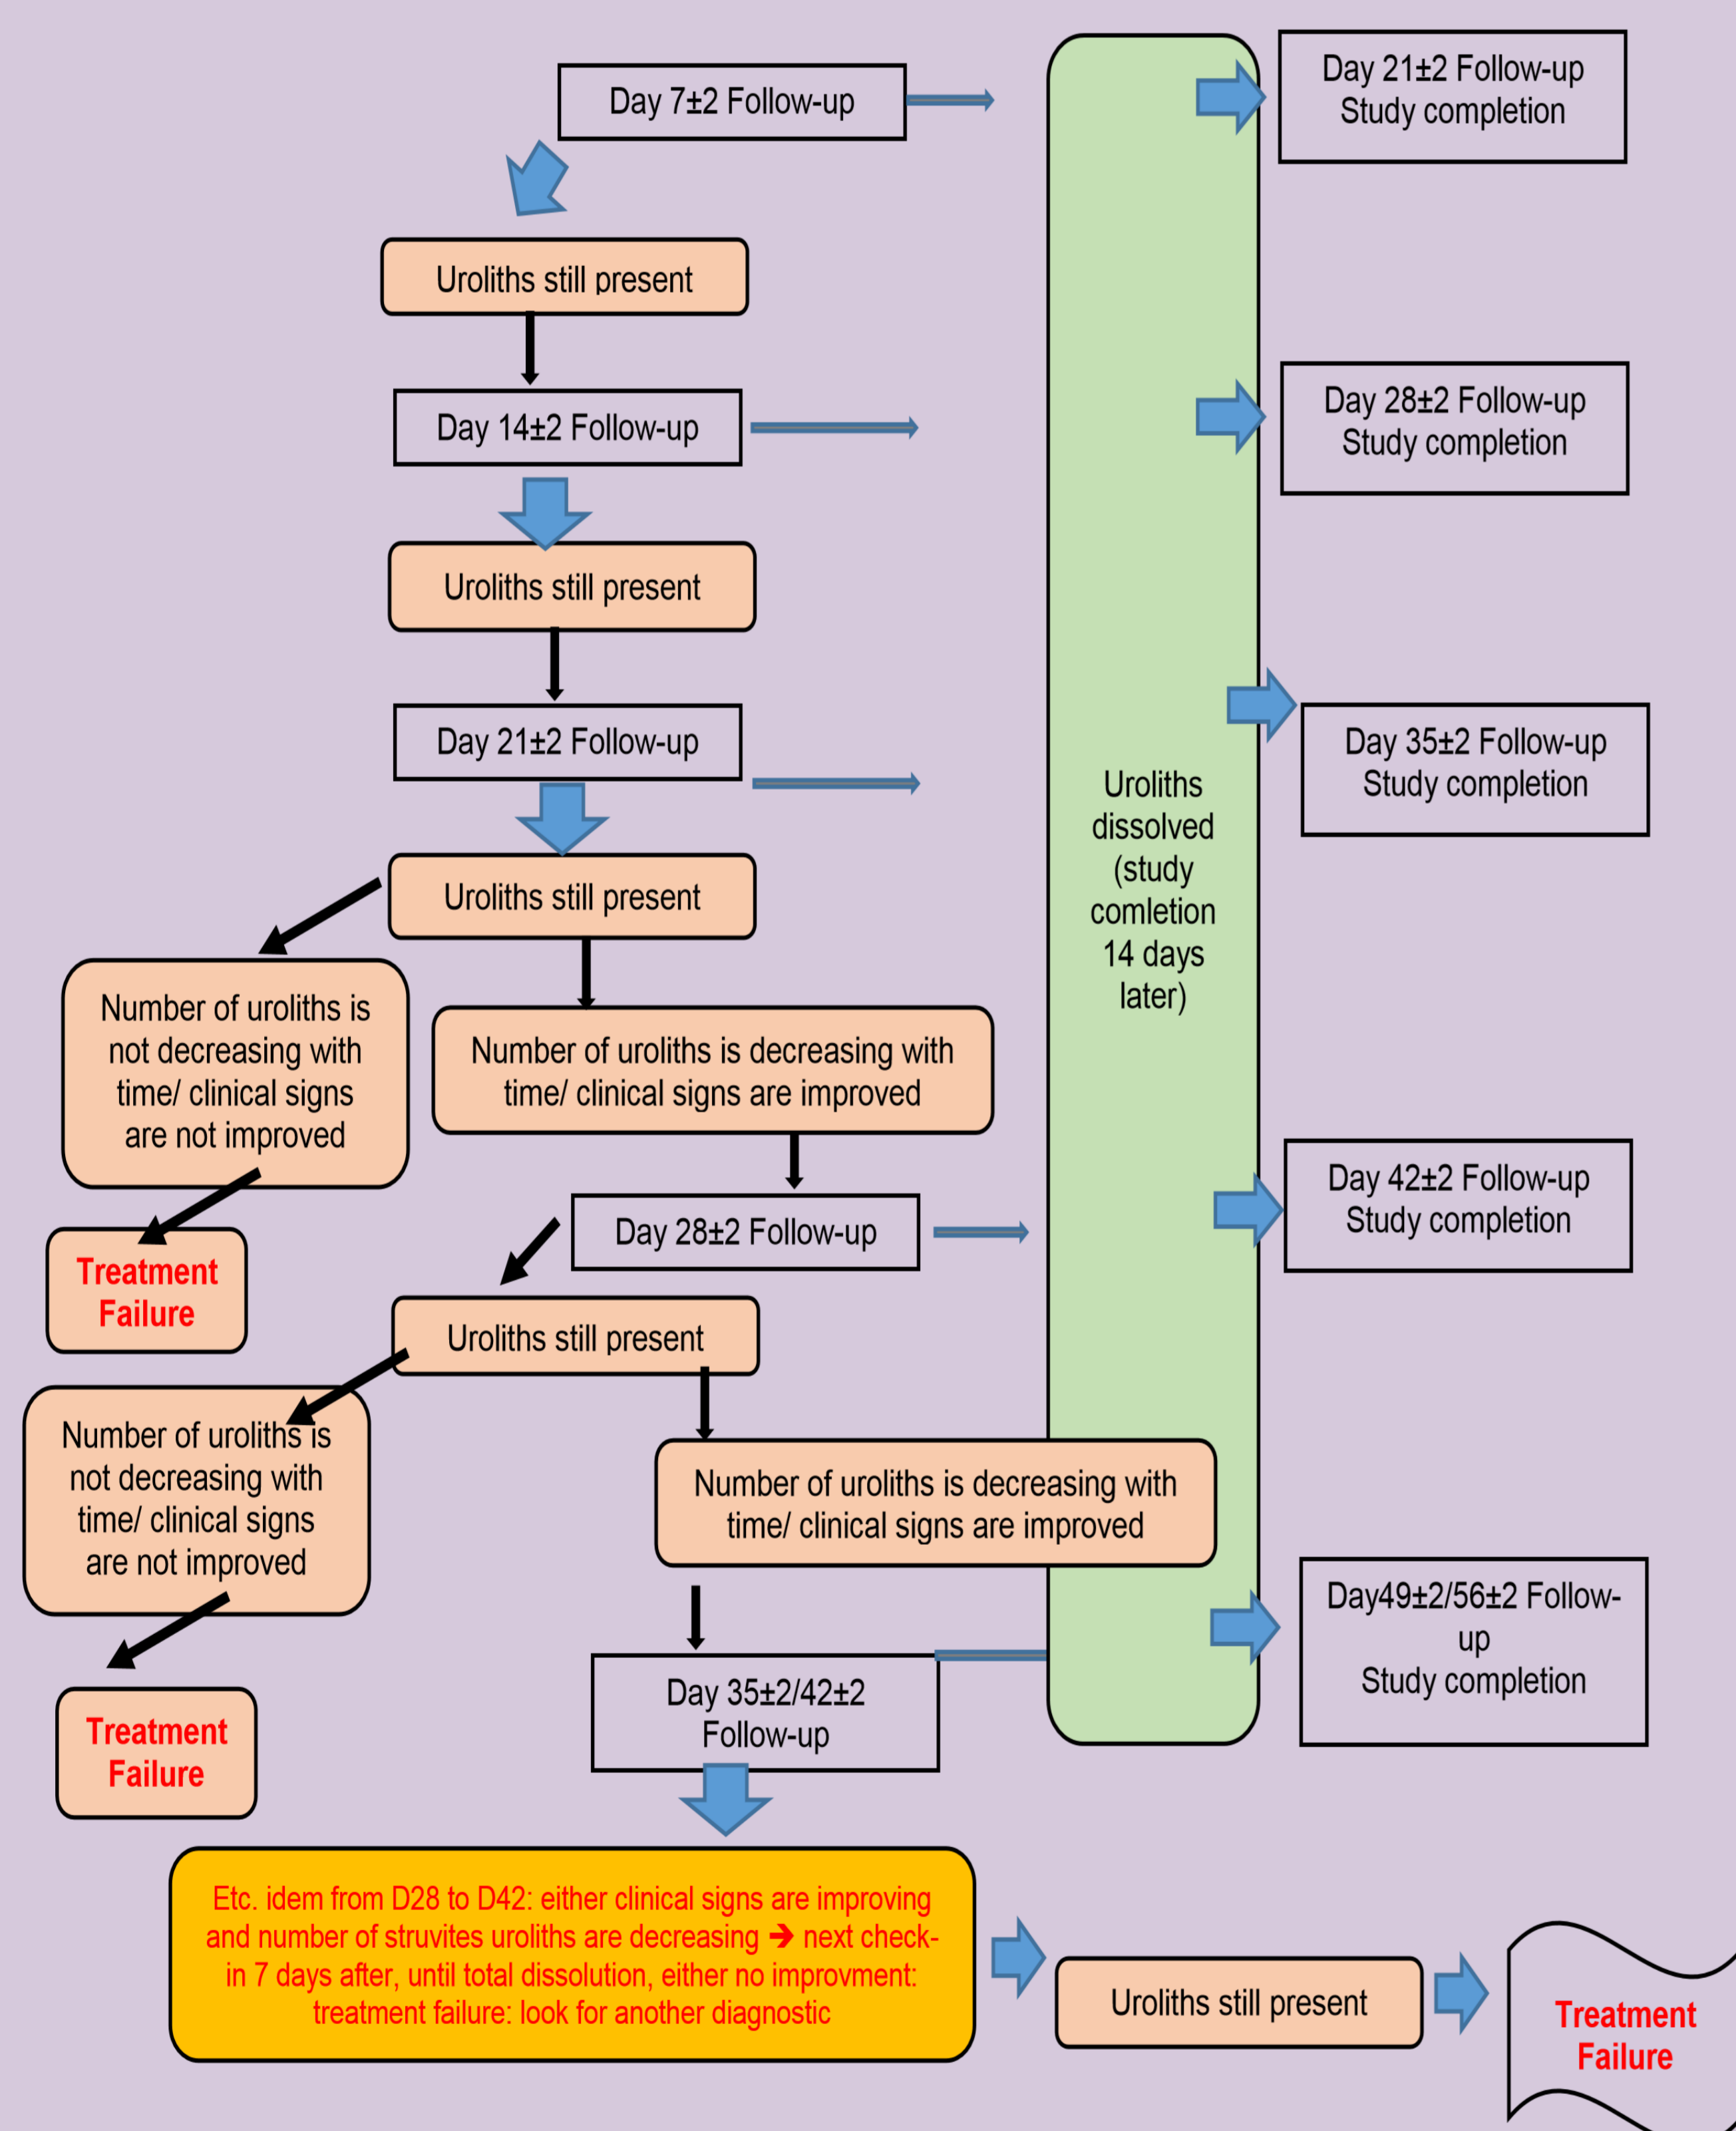 Day 7±2 Follow-up
Day 21±2 Follow-up
Study completion
Uroliths still present
Day 14±2 Follow-up
Day 28±2 Follow-up
Study completion
Uroliths still present
Day 21±2 Follow-up
Day 35±2 Follow-up
Study completion
Uroliths
dissolved
(study
comletion
14 days
later)
Uroliths still present
Number of uroliths is
not decreasing with
time/ clinical signs
are not improved
Number of uroliths is decreasing with
time/ clinical signs are improved
Treatment
Failure
Day 28±2 Follow-up
Day 42±2 Follow-up
Study completion
Uroliths still present
Number of uroliths is
not decreasing with
time/ clinical signs
are not improved
Number of uroliths is decreasing with
time/ clinical signs are improved
Treatment
Failure
Day 35±2/42±2
Follow-up
Day49±2/56±2 Follow-
up
Study completion
Etc. idem from D28 to D42: either clinical signs are improving
and number of struvites uroliths are decreasing ➔ next check-
in 7 days after, until total dissolution, either no improvment:
treatment failure: look for another diagnostic
Uroliths still present
Treatment
Failure